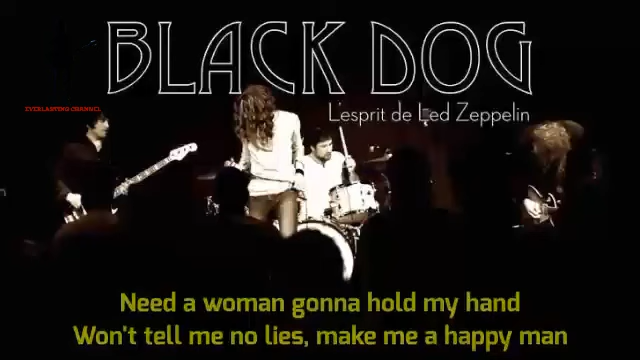 BLACK DOG
L'esprit de Led Zeppelin
EVERLASTING CHANNEL
Need a woman gonna hold my hand
Won't tell me no lies, make me a happy man